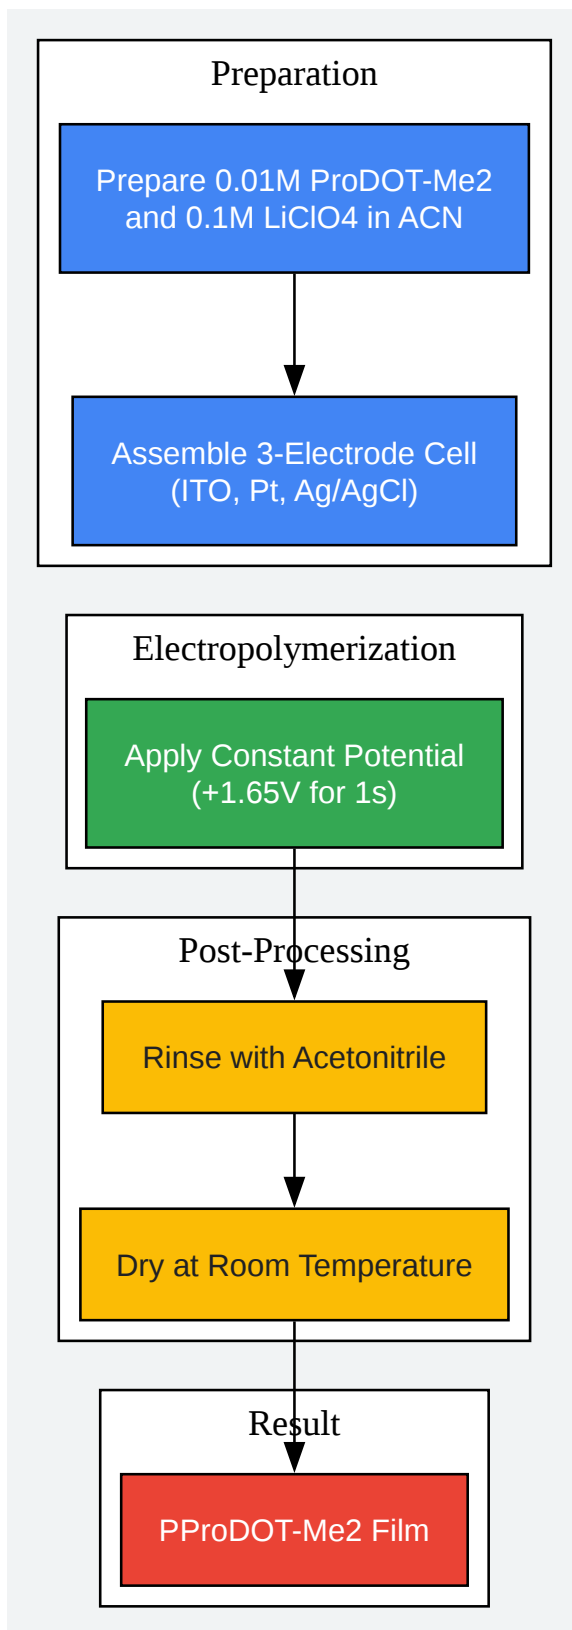 Preparation
Prepare 0.01M ProDOT-Me2
and 0.1M LiClO4 in ACN
Assemble 3-Electrode Cell
(ITO, Pt, Ag/AgCl)
Electropolymerization
Apply Constant Potential
(+1.65V for 1s)
Post-Processing
Rinse with Acetonitrile
Dry at Room Temperature
Result
PProDOT-Me2 Film